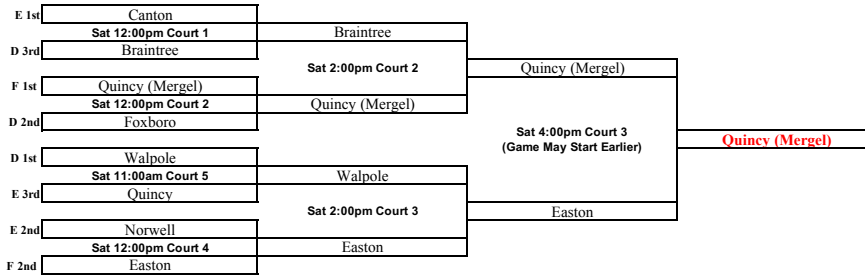 E 1st Canton
Sat 12:00pm Court 1 Braintree
D 3rd Braintree
Sat 2:00pm Court 2 Quincy (Mergel)
F 1st Quincy (Mergel)
Sat 12:00pm Court 2 Quincy (Mergel)
D 2nd Foxboro
Sat 4:00pm Court 3
(Game May Start Earlier) Quincy (Mergel)
D 1st Walpole
Sat 11:00am Court 5 Walpole
E 3rd Quincy
Sat 2:00pm Court 3 Easton
E 2nd Norwell
Sat 12:00pm Court 4 Easton
F 2nd Easton